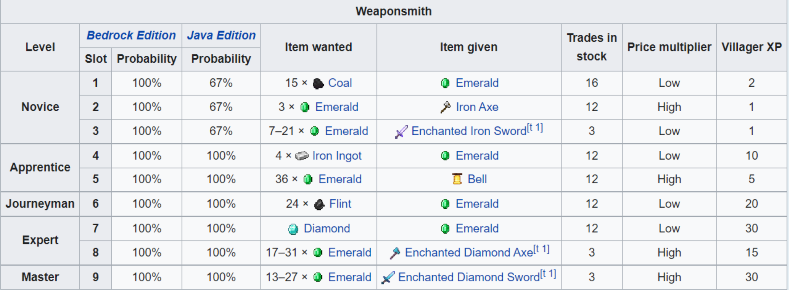 Weaponsmith
Level Bedrock Edition Java Edition Item wanted Item given Trades in stock Price multiplier Villager XP
Slot Probability Probability
Novice 1 100% 67% 15 × Coal Emerald 16 Low 2
2 100% 67% 3 × Emerald Iron Axe 12 High 1
3 100% 67% 7–21 × Emerald Enchanted Iron Sword[t 1] 3 Low 1
Apprentice 4 100% 100% 4 × Iron Ingot Emerald 12 Low 10
5 100% 100% 36 × Emerald Bell 12 High 5
Journeyman 6 100% 100% 24 × Flint Emerald 12 Low 20
Expert 7 100% 100% Diamond Emerald 12 Low 30
8 100% 100% 17–31 × Emerald Enchanted Diamond Axe[t 1] 3 High 15
Master 9 100% 100% 13–27 × Emerald Enchanted Diamond Sword[t 1] 3 High 30